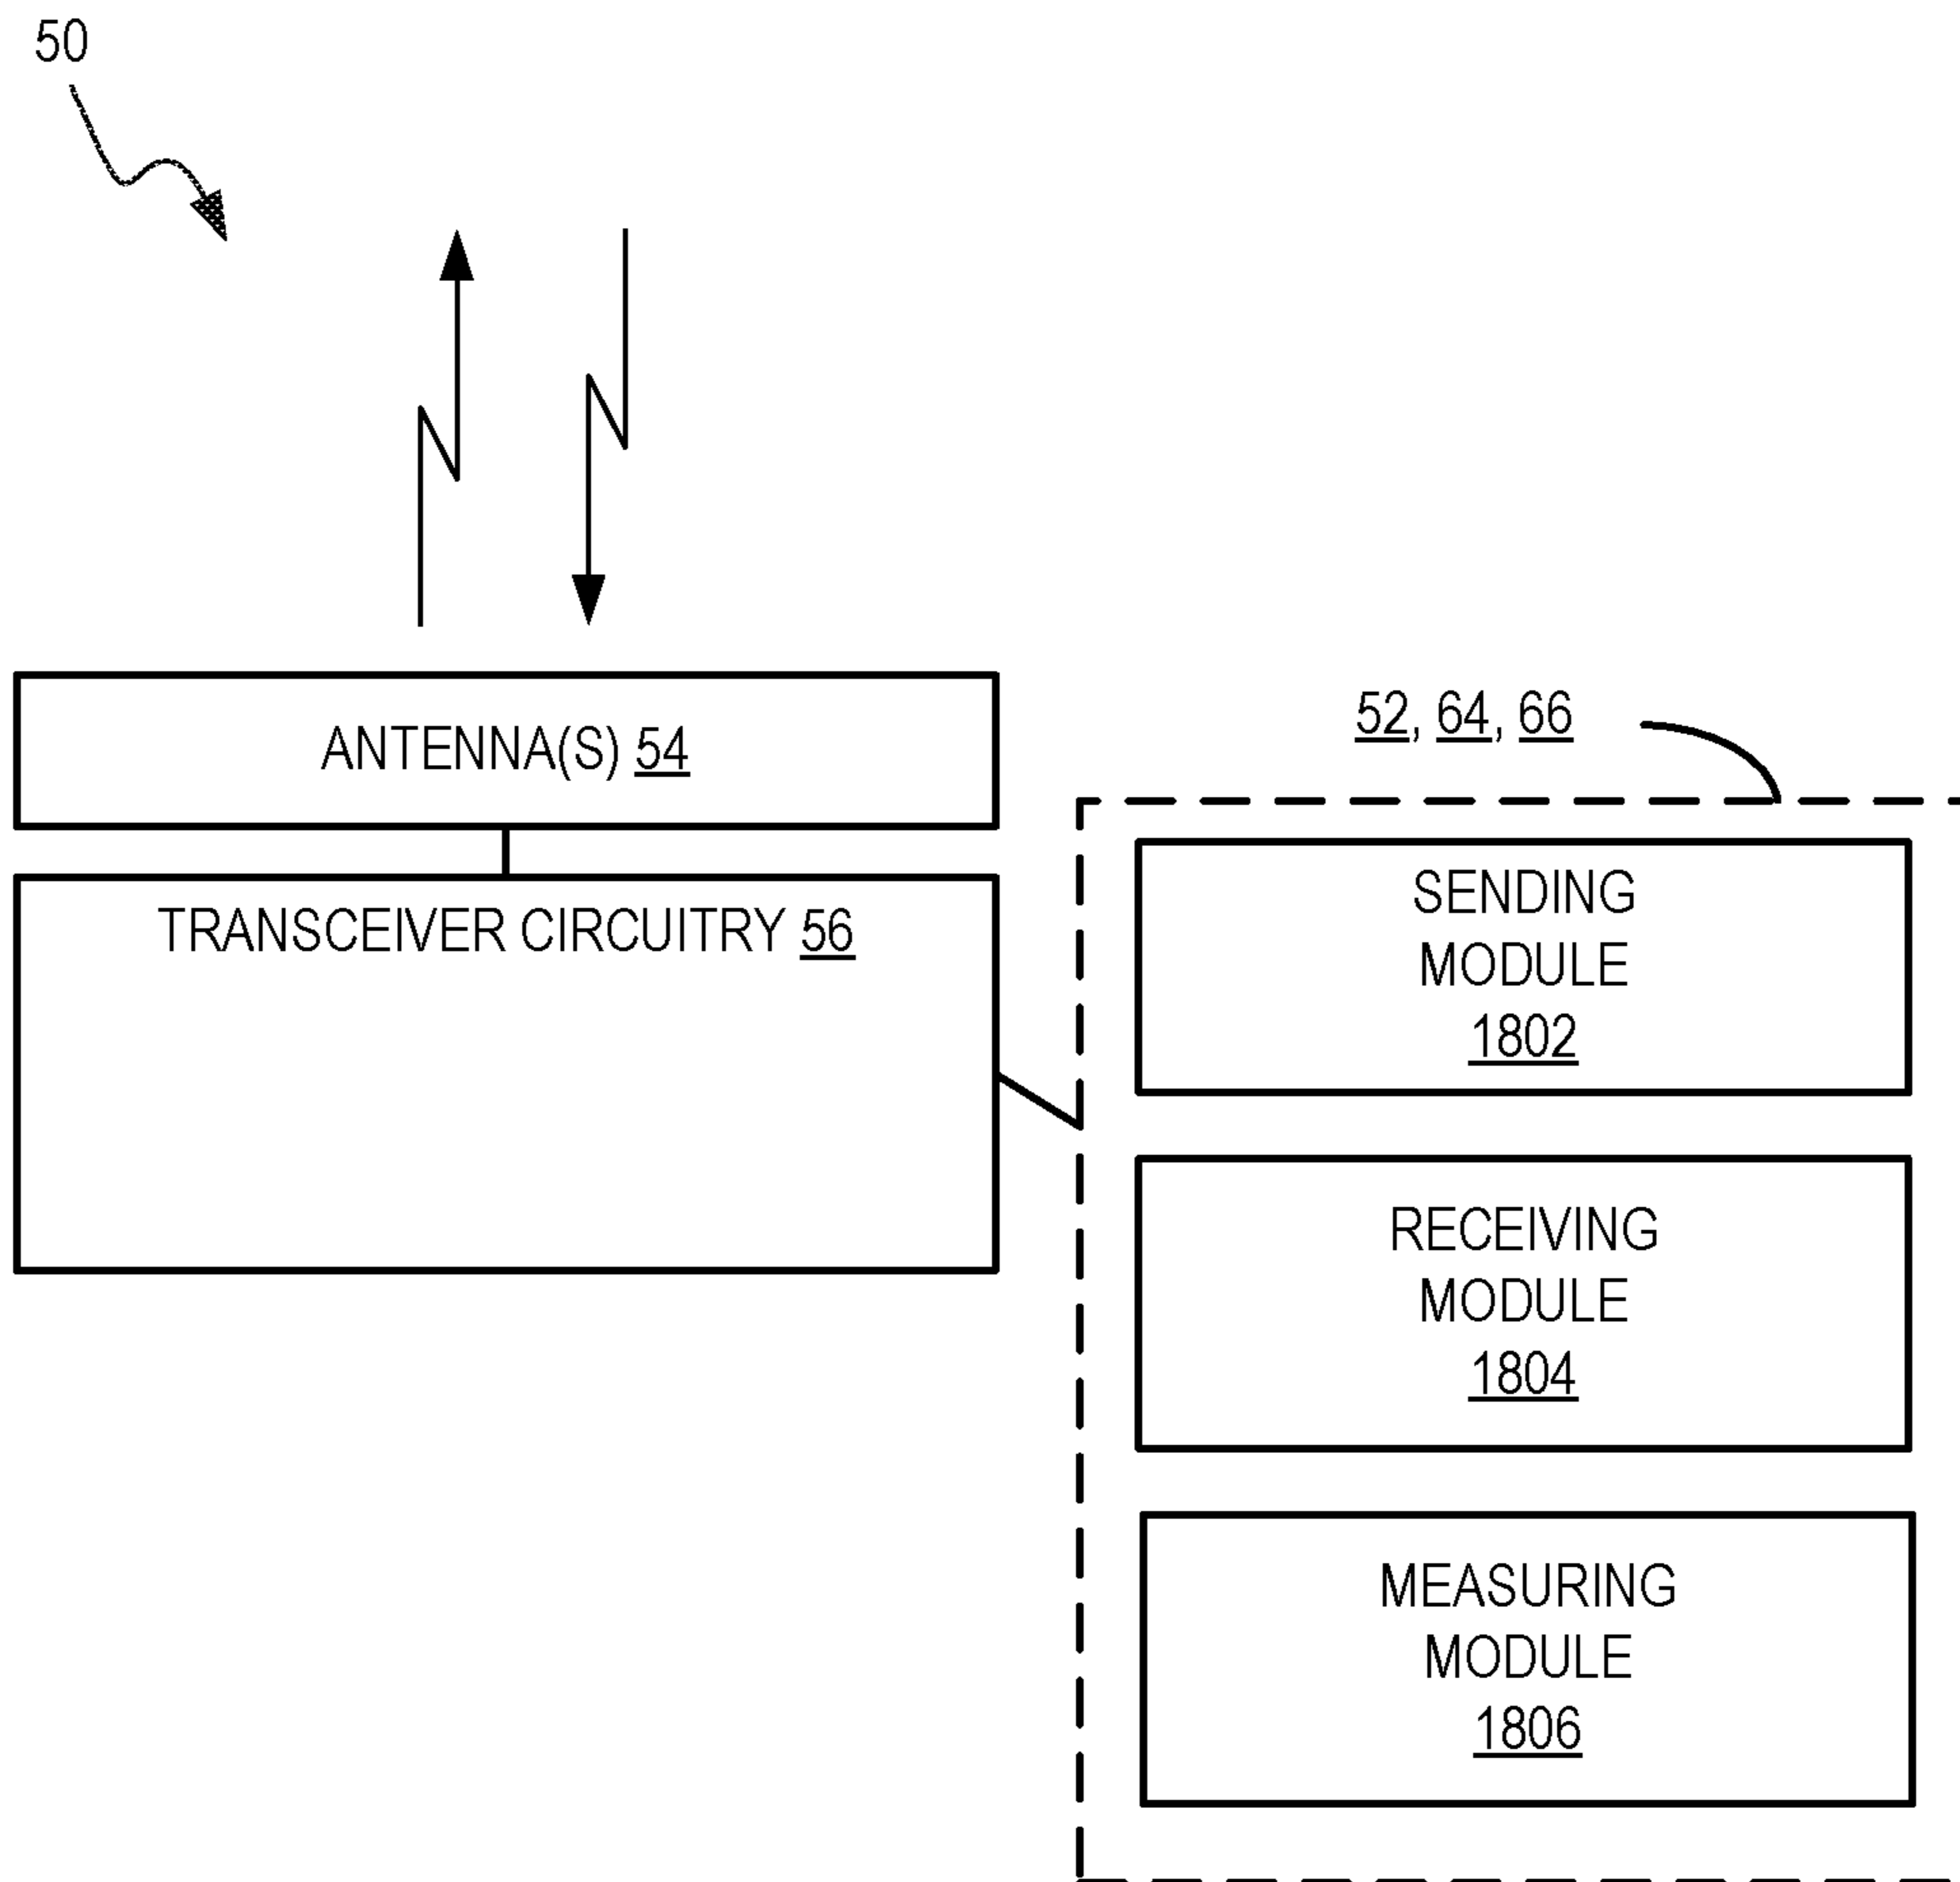 50
ANTENNA(S) 54
52, 64, 66
TRANSCEIVER CIRCUITRY 56
SENDING
MODULE
1802
RECEIVING
MODULE
1804
MEASURING
MODULE
1806